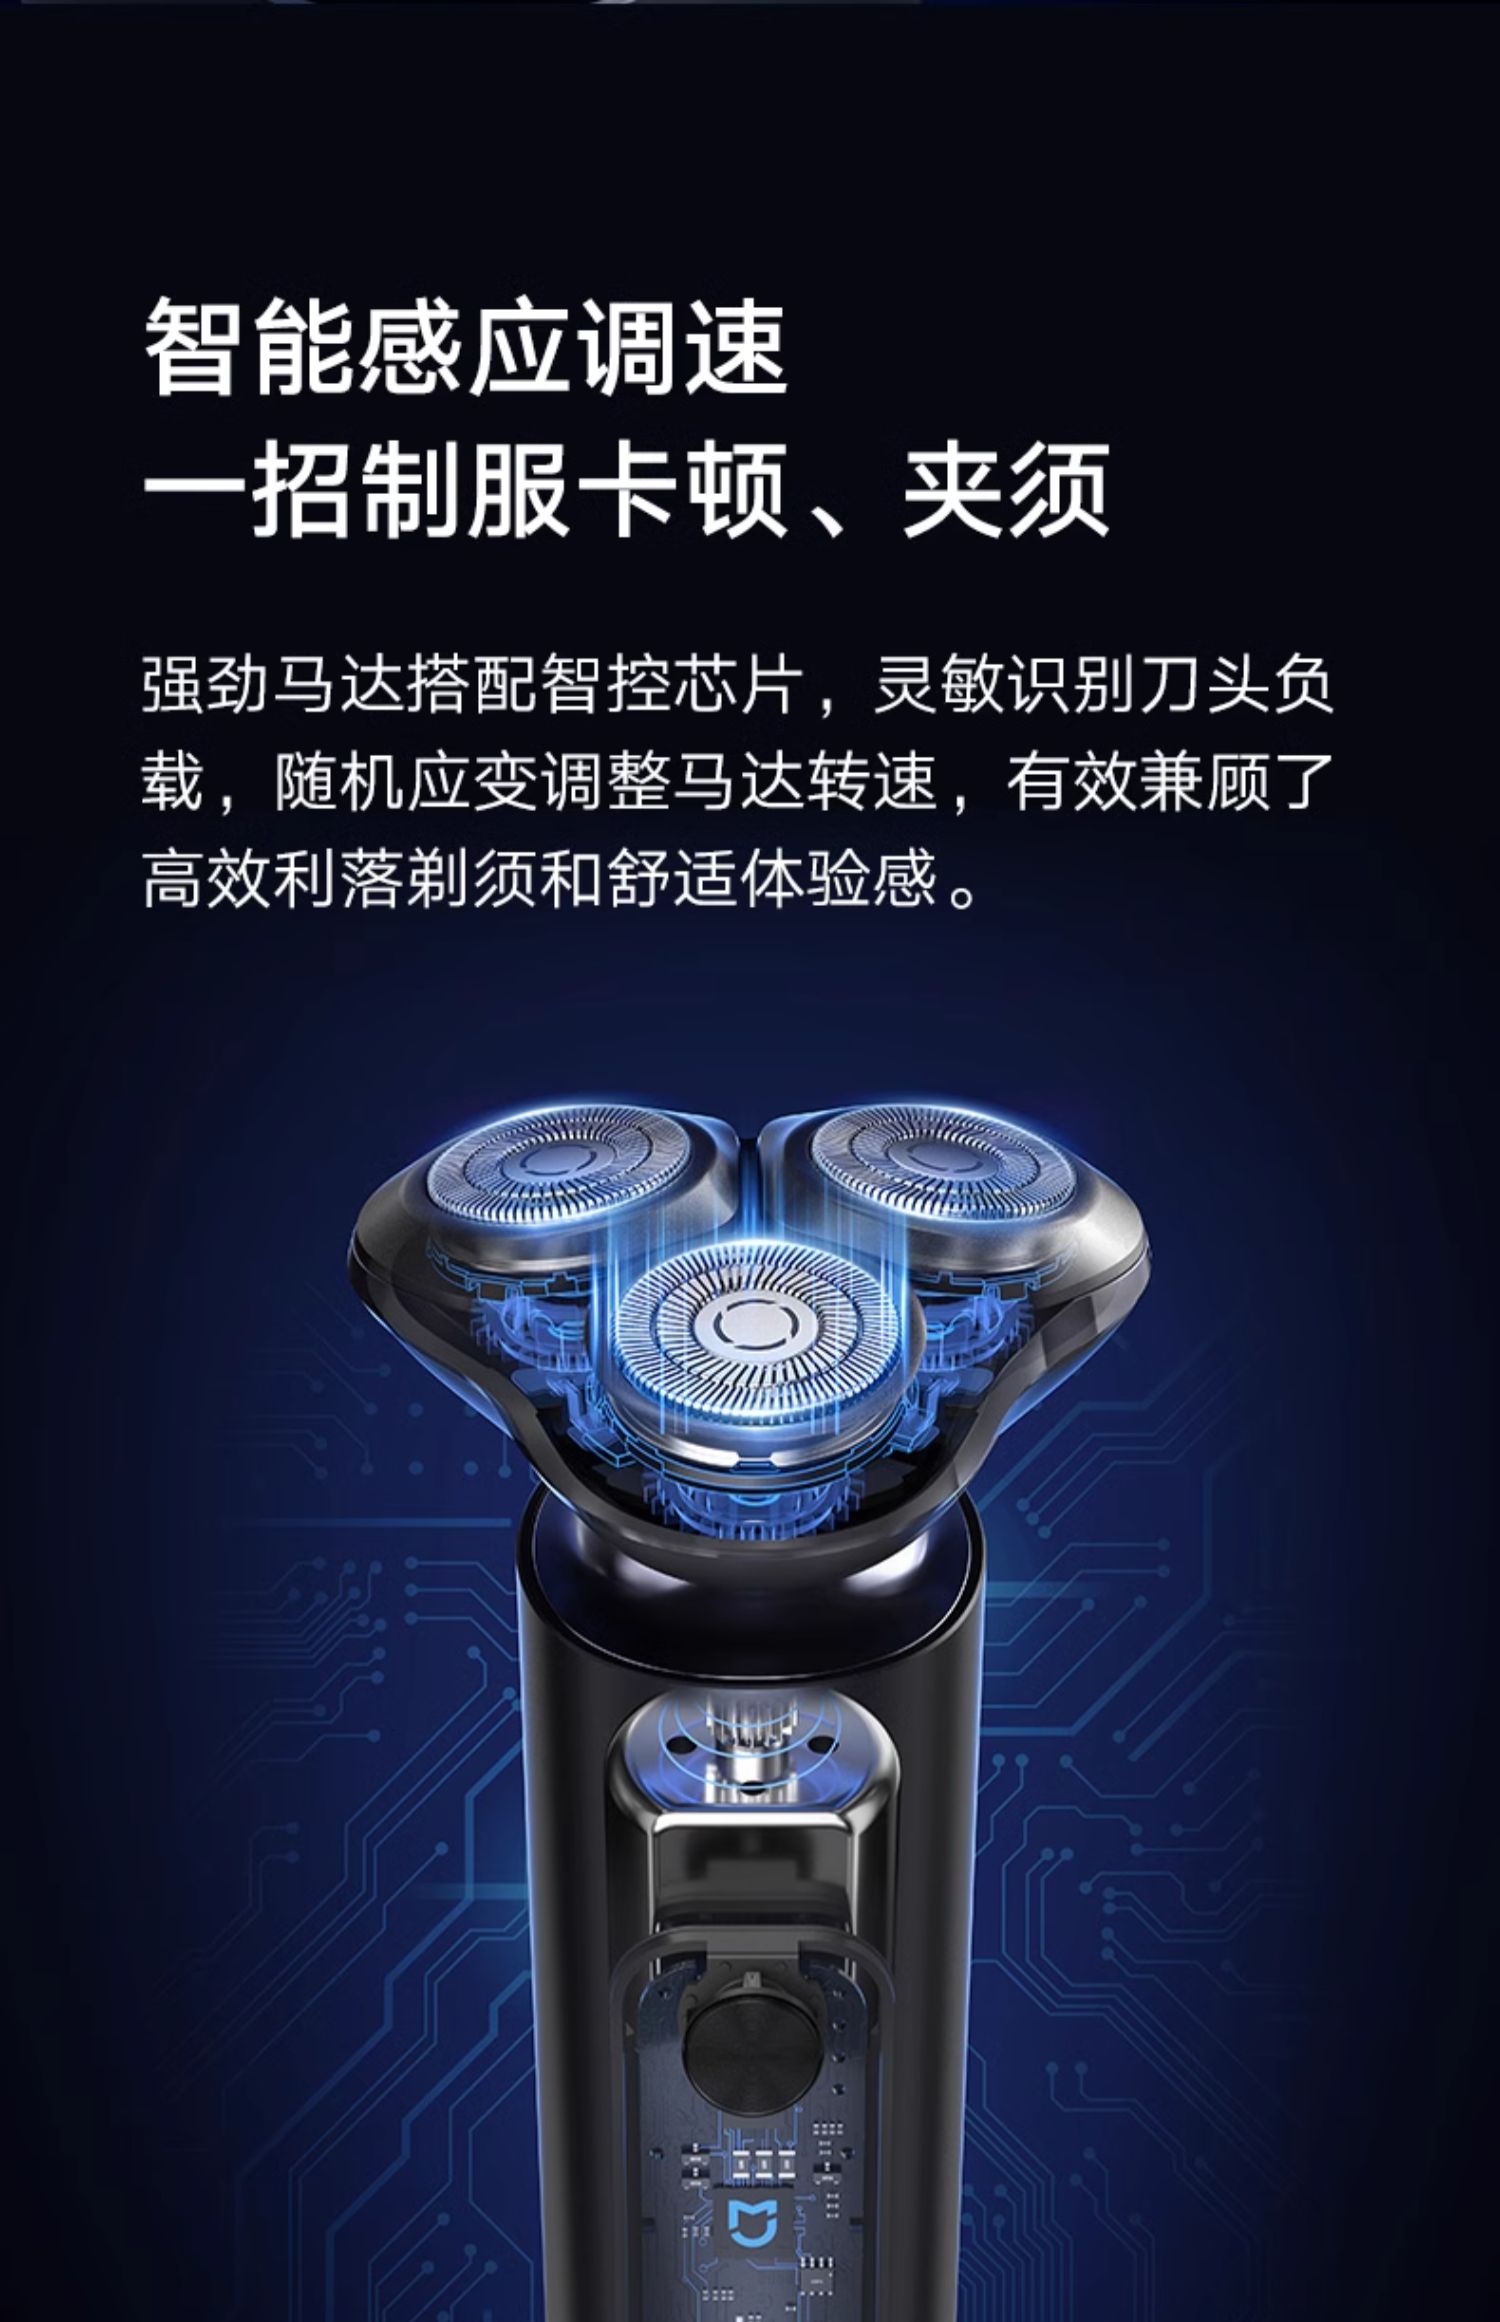 智能感应调速
一招制服卡顿、夹须
强劲马达搭配智控芯片，灵敏识别刀头负
载，随机应变调整马达转速，有效兼顾了
高效利落剃须和舒适体验感。